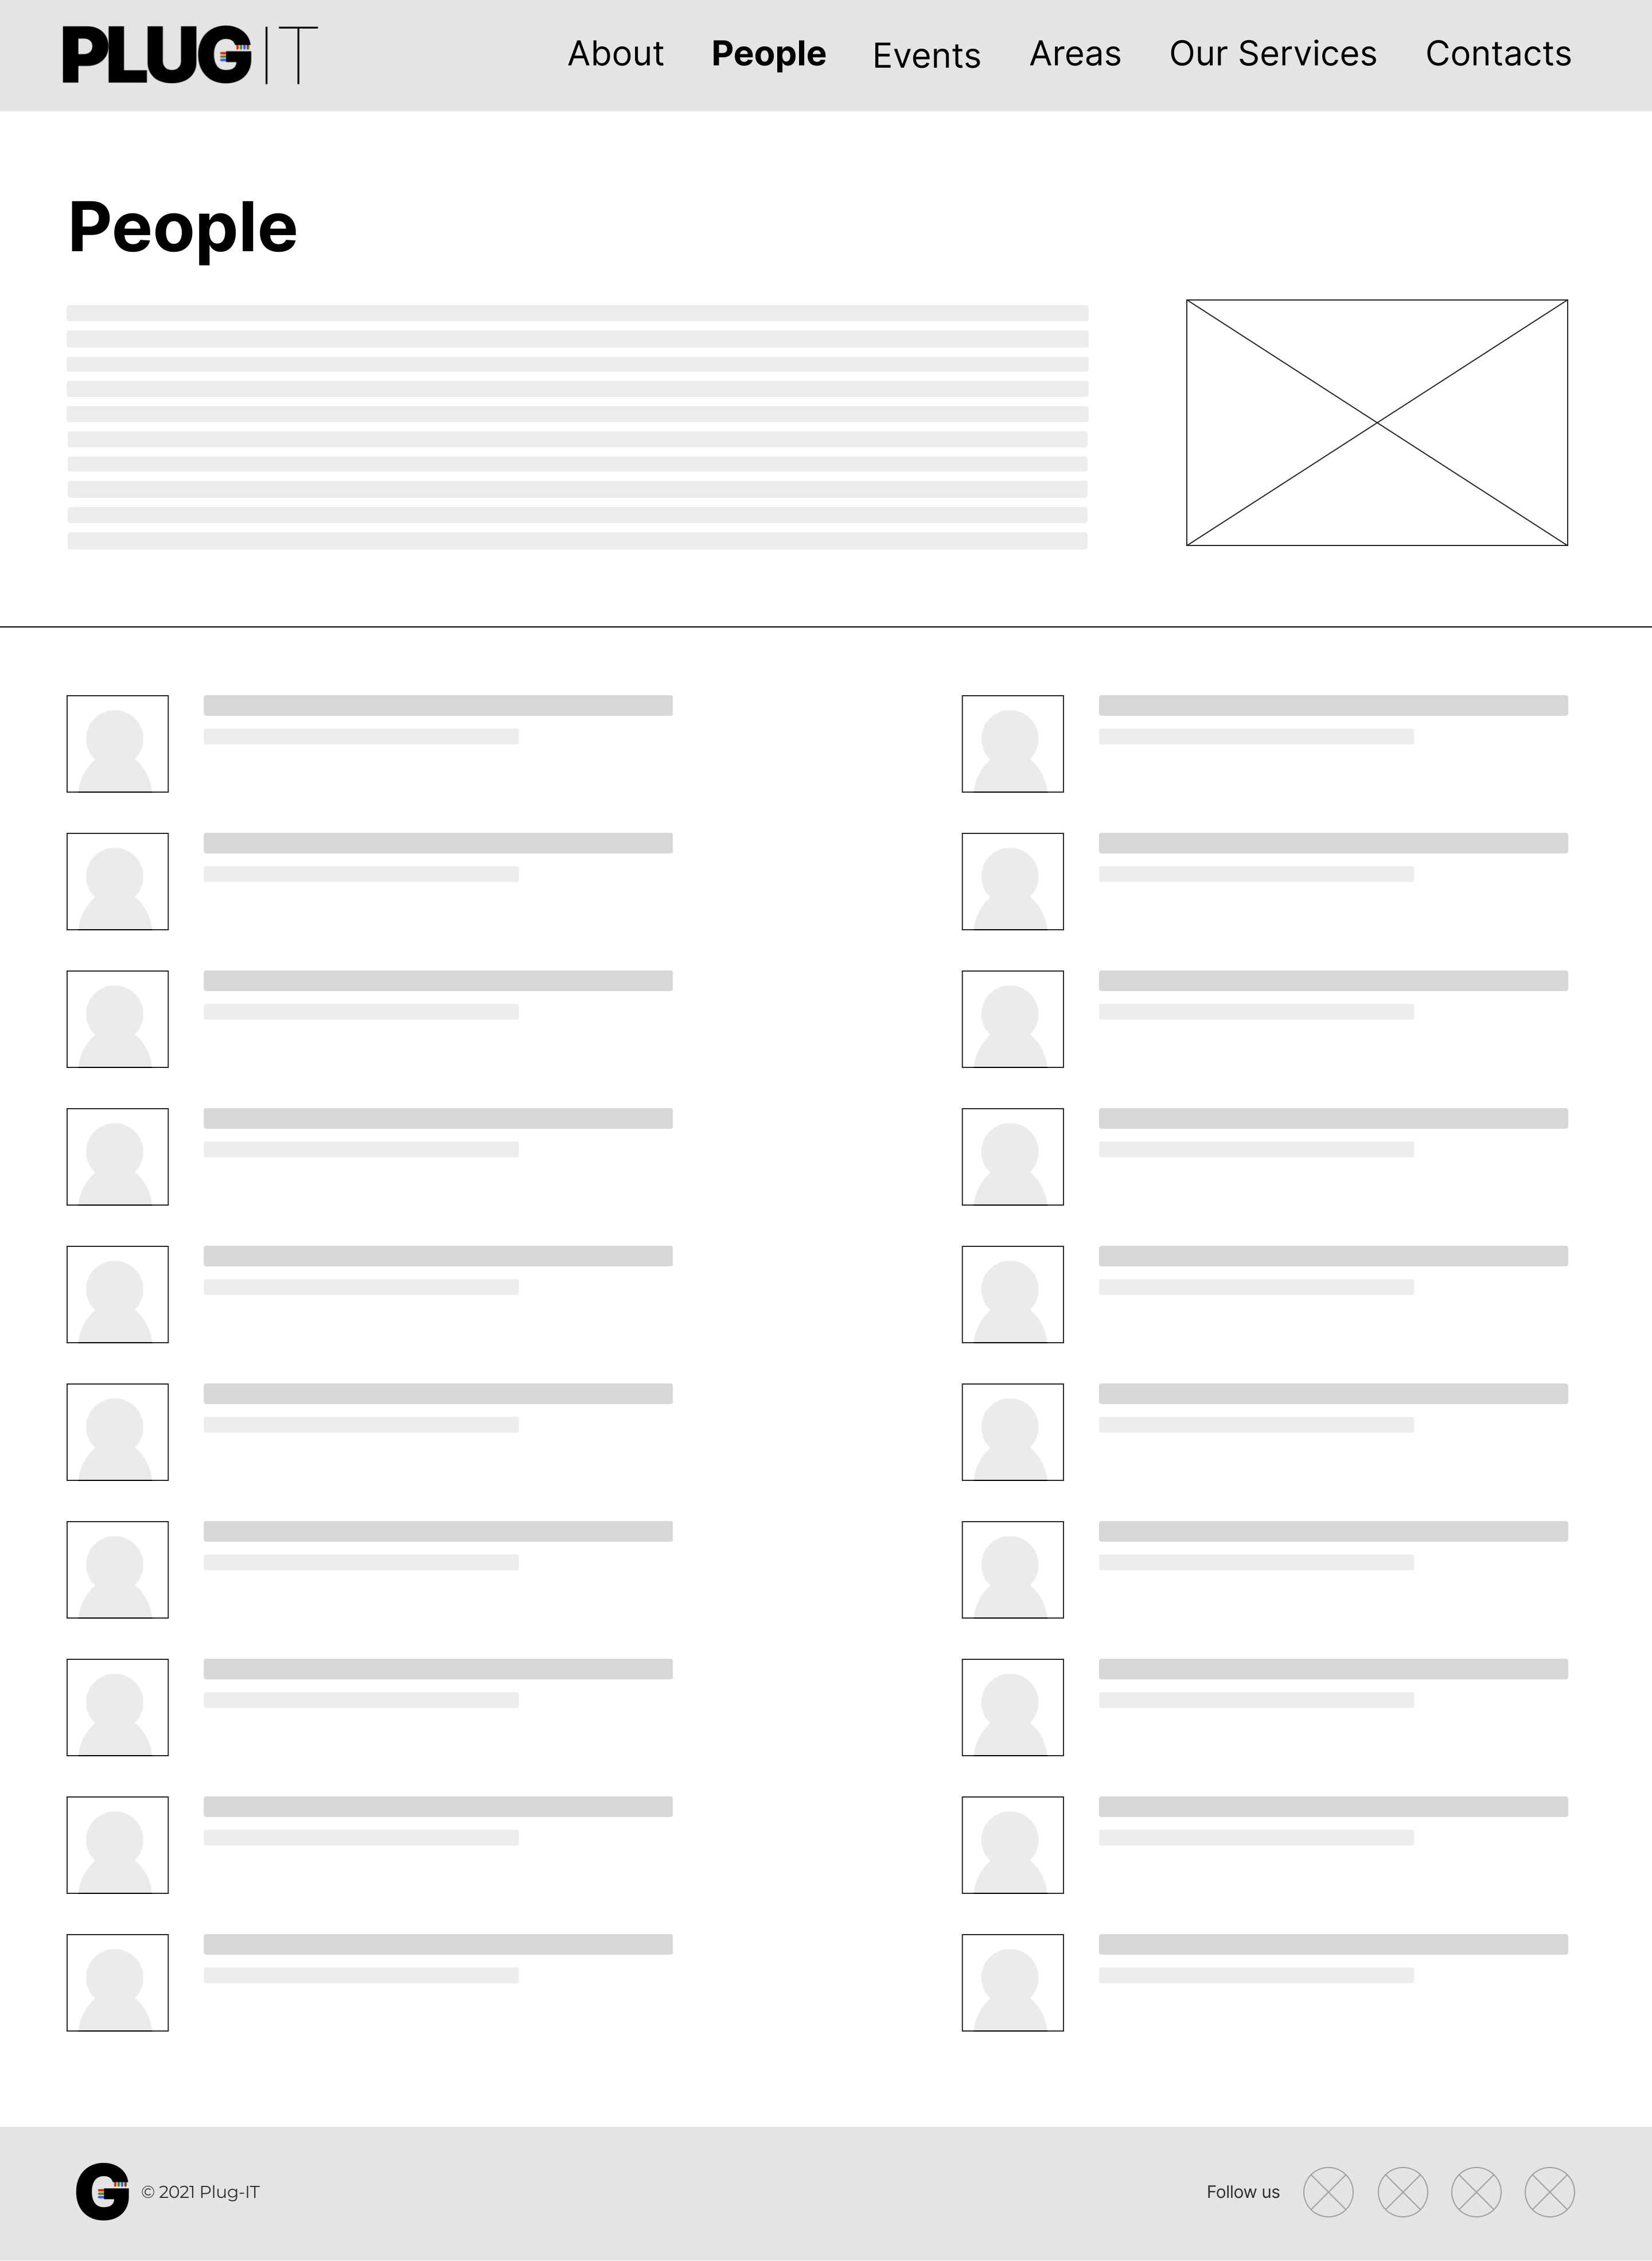 PLUG IT About People Events Areas Our Services Contacts
People
G © 2021 Plug-IT Follow us